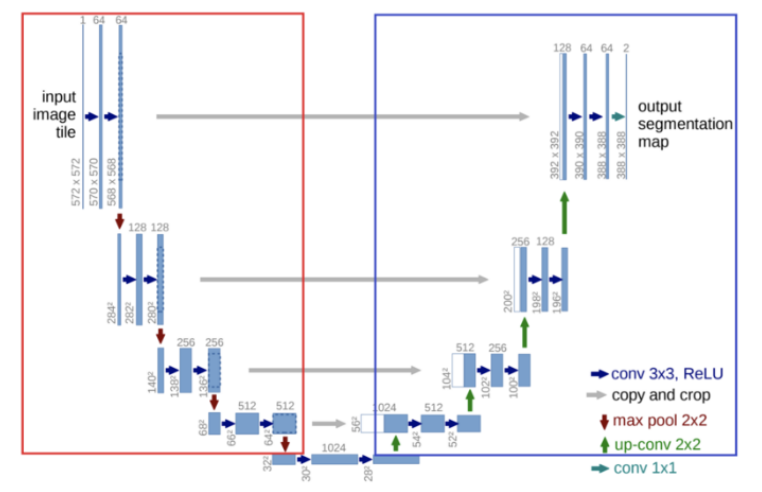 1 64 64
input
image
tile
572 x 572
570 x 570
568 x 568
128 128
284²
282²
280²
256 256
140²
138²
136²
512 512
68²
66²
64²
1024
32²
30²
28²
1024 512
56²
54²
52²
512 256
104²
102²
100²
256 128
200²
198²
196²
128 64 64 2
392 x 392
390 x 390
388 x 388
388 x 388
output
segmentation
map
conv 3x3, ReLU
copy and crop
max pool 2x2
up-conv 2x2
conv 1x1